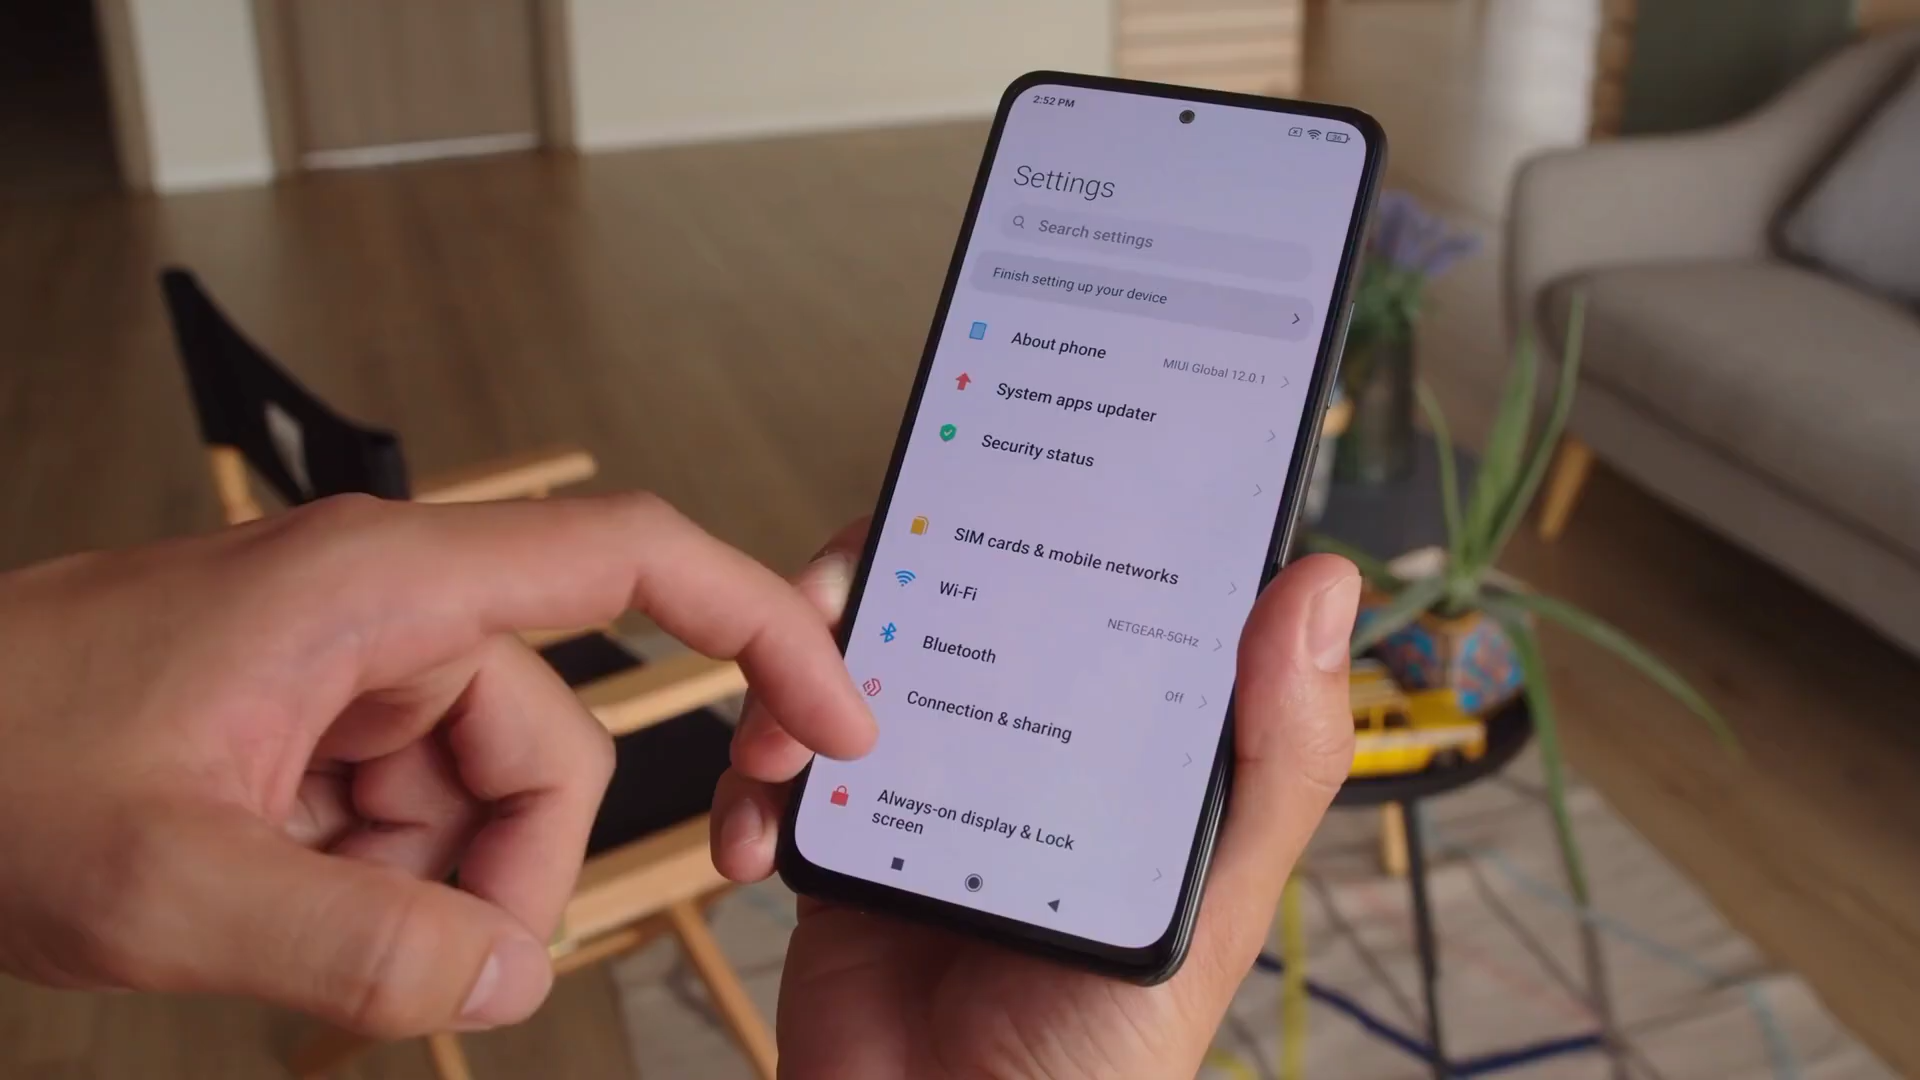 2:52 PM
36
Settings
Search settings
Finish setting up your device
About phone
MIUI Global 12.0.1
System apps updater
Security status
SIM cards & mobile networks
Wi-Fi
NETGEAR-5GHz
Bluetooth
Off
Connection & sharing
Always-on display & Lock
screen